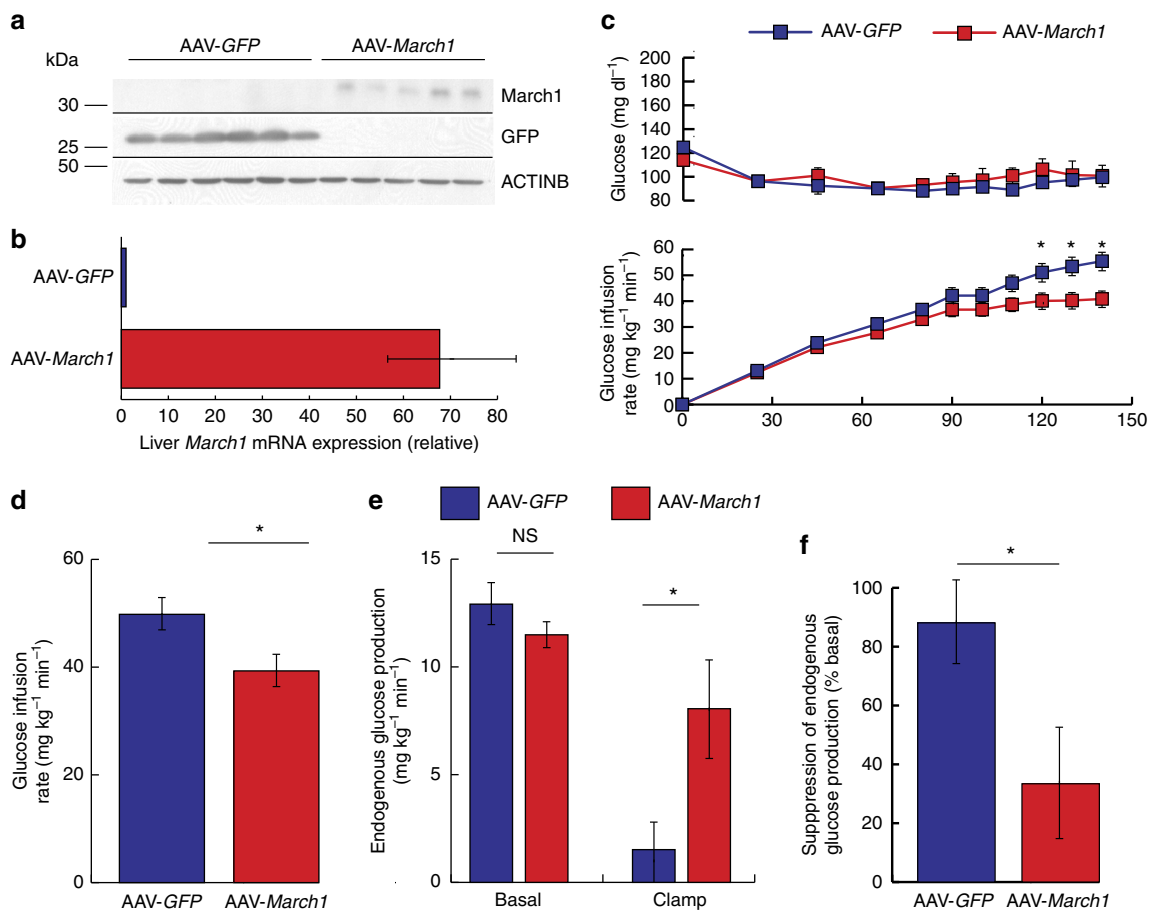 a
AAV-GFP AAV-March1
kDa
March1
30
GFP
25
50
ACTINB
b
AAV-GFP
AAV-March1
0 10 20 30 40 50 60 70 80
Liver March1 mRNA expression (relative)
c
AAV-GFP AAV-March1
Glucose (mg dl⁻¹)
200
180
160
140
120
100
80
Glucose infusion
rate (mg kg⁻¹ min⁻¹)
60
50
40
30
20
10
0
* * *
0 30 60 90 120 150
d
Glucose infusion
rate (mg kg⁻¹ min⁻¹)
60
40
20
0
*
AAV-GFP AAV-March1
e
AAV-GFP AAV-March1
Endogenous glucose production
(mg kg⁻¹ min⁻¹)
15
10
5
0
NS
*
Basal Clamp
f
Supppression of endogenous
glucose production (% basal)
100
80
60
40
20
0
*
AAV-GFP AAV-March1